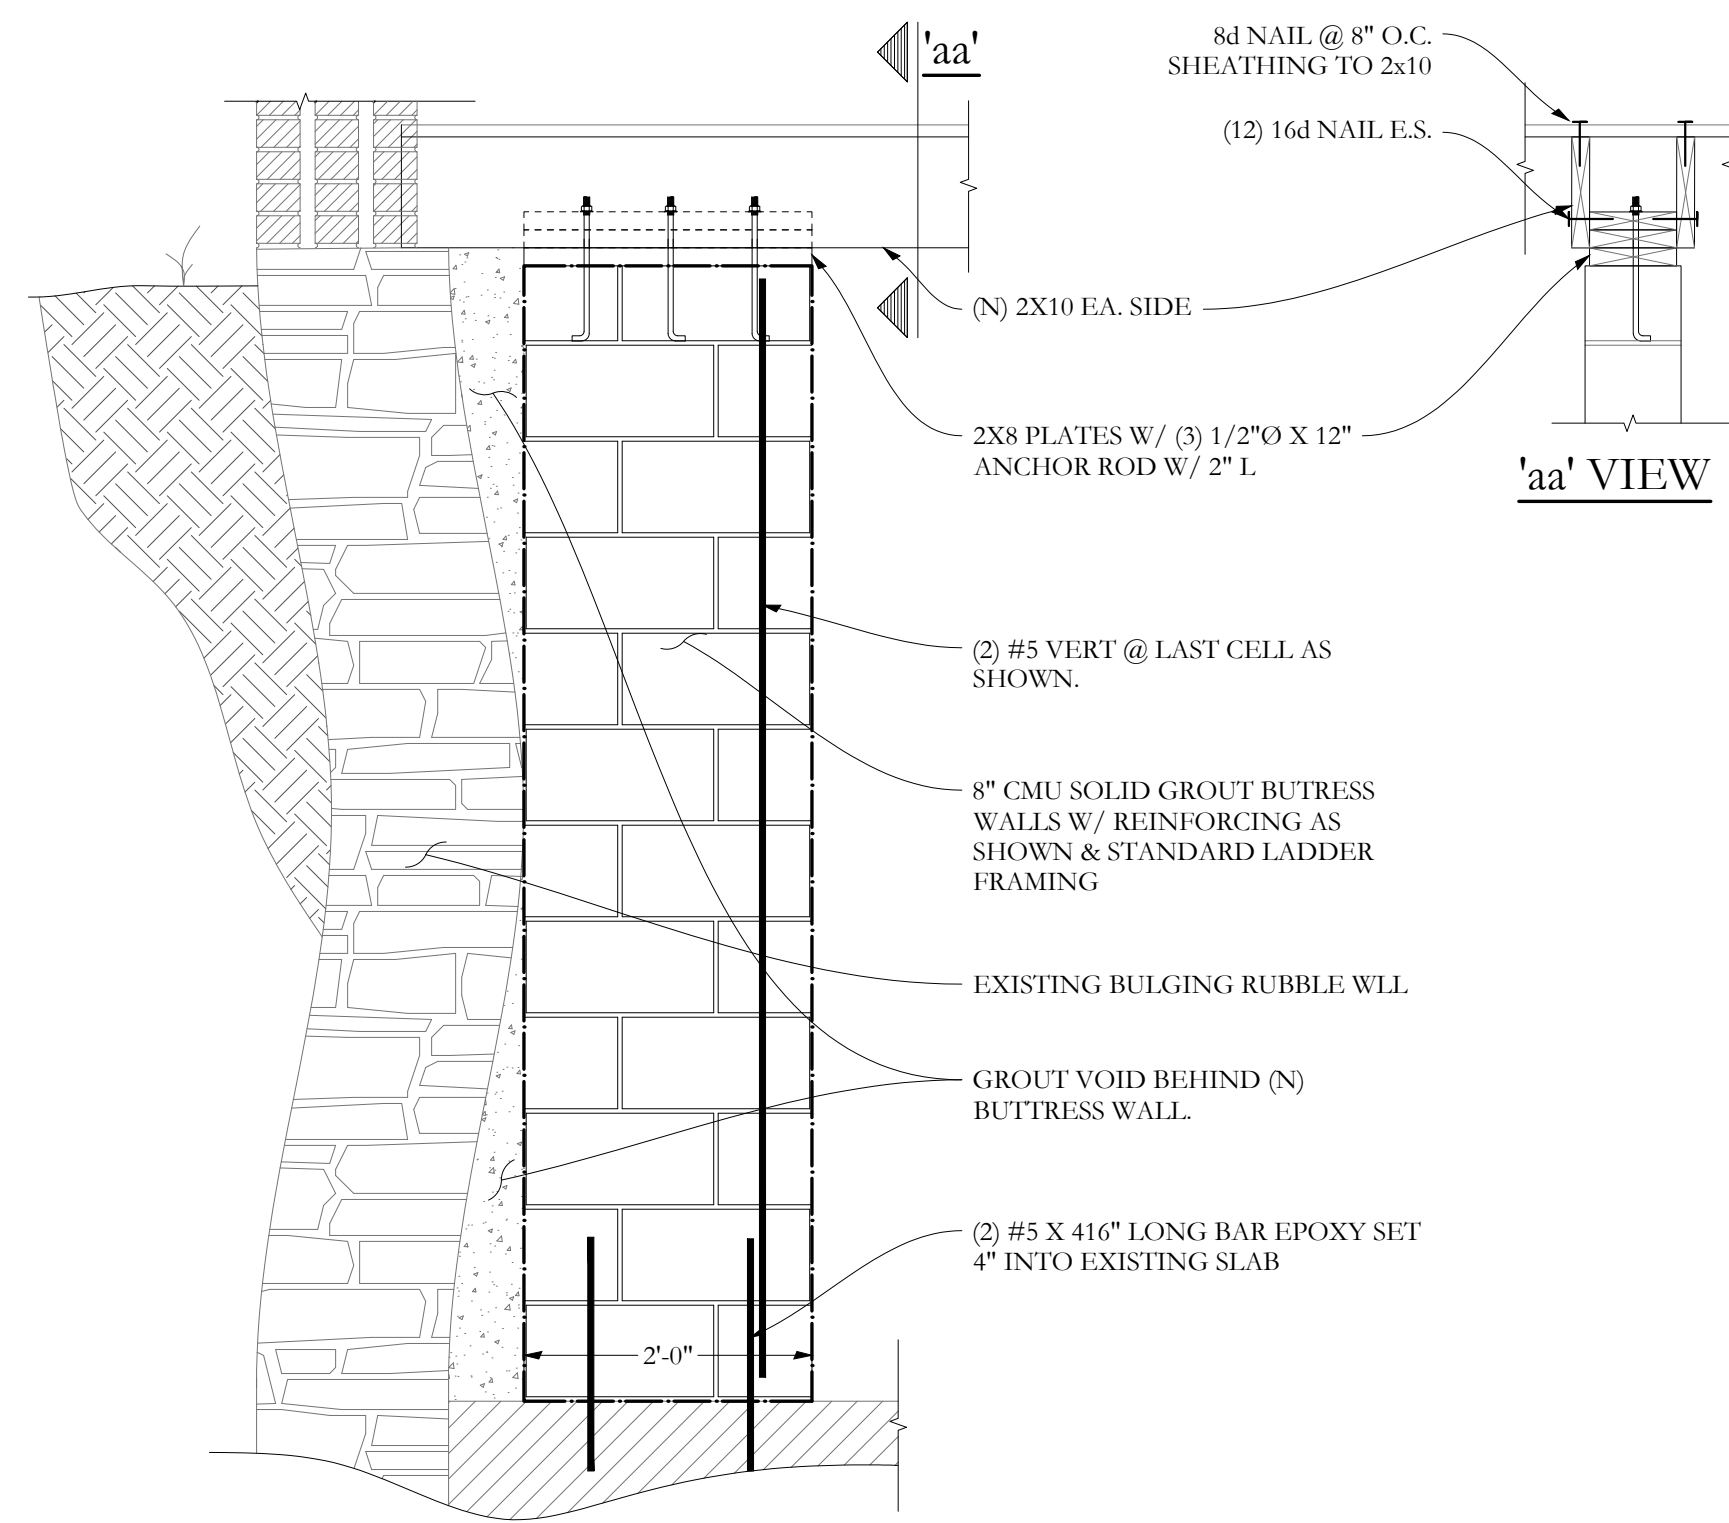 'aa'
8d NAIL @ 8" O.C.
SHEATHING TO 2x10
(12) 16d NAIL E.S.
(N) 2X10 EA. SIDE
2X8 PLATES W/ (3) 1/2"Ø X 12"
ANCHOR ROD W/ 2" L
'aa' VIEW
(2) #5 VERT @ LAST CELL AS
SHOWN.
8" CMU SOLID GROUT BUTRESS
WALLS W/ REINFORCING AS
SHOWN & STANDARD LADDER
FRAMING
EXISTING BULGING RUBBLE WLL
GROUT VOID BEHIND (N)
BUTTRESS WALL.
(2) #5 X 416" LONG BAR EPOXY SET
4" INTO EXISTING SLAB
2'-0"